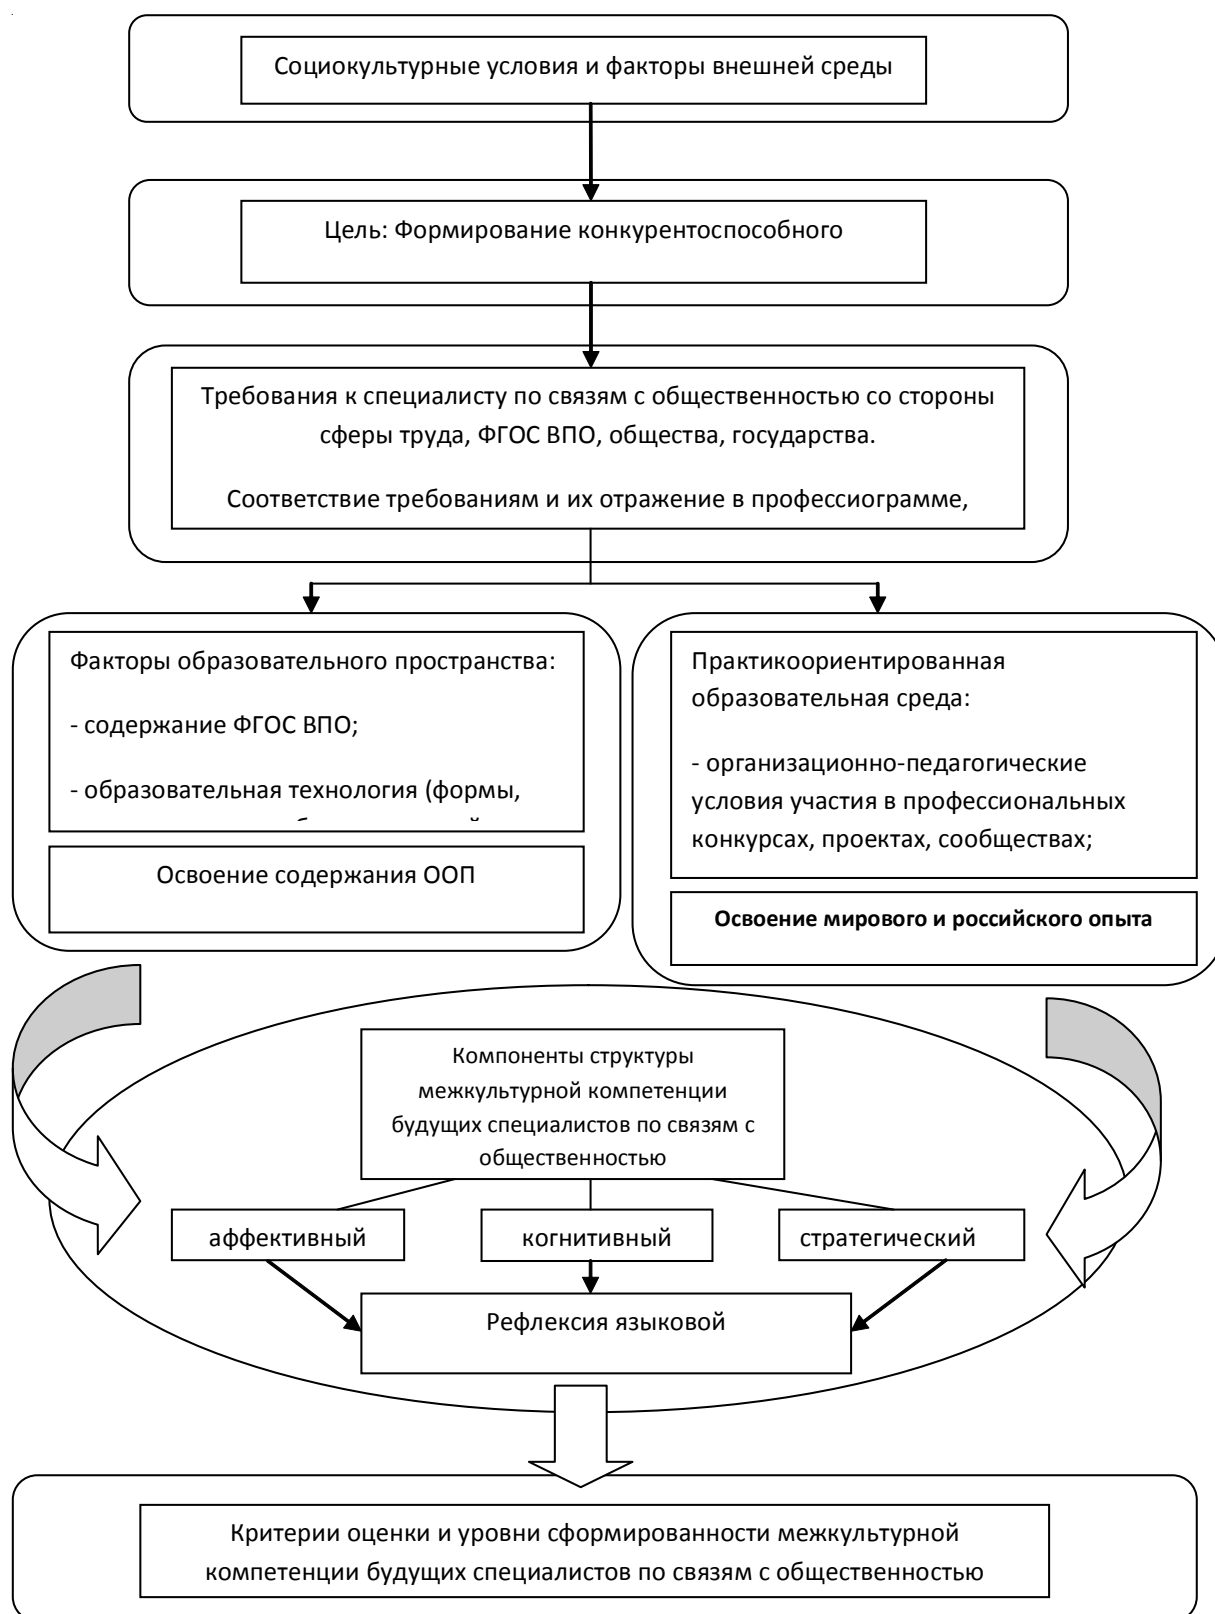 Социокультурные условия и факторы внешней среды
Цель: Формирование конкурентоспособного
Требования к специалисту по связям с общественностью со стороны
сферы труда, ФГОС ВПО, общества, государства.
Соответствие требованиям и их отражение в профессиограмме,
Факторы образовательного пространства:
- содержание ФГОС ВПО;
- образовательная технология (формы,
Освоение содержания ООП
Практикоориентированная
образовательная среда:
- организационно-педагогические
условия участия в профессиональных
конкурсах, проектах, сообществах;
Освоение мирового и российского опыта
Компоненты структуры
межкультурной компетенции
будущих специалистов по связям с
общественностью
аффективный
когнитивный
стратегический
Рефлексия языковой
Критерии оценки и уровни сформированности межкультурной
компетенции будущих специалистов по связям с общественностью